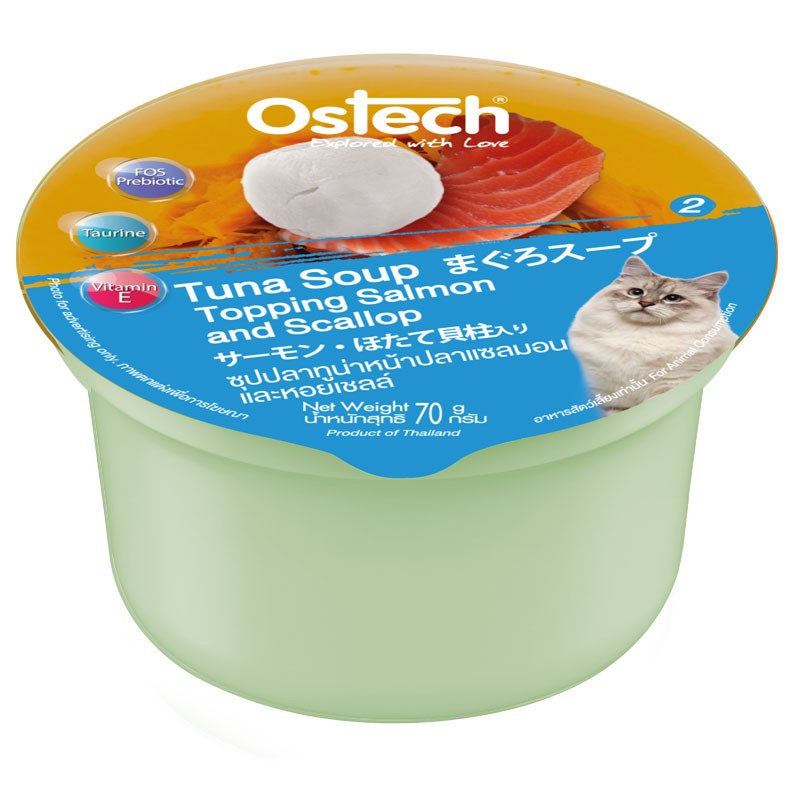 Ostech®
Explored with Love
FOS
Prebiotic
Taurine
Vitamin
E
2
Tuna Soup まぐろスープ
Topping Salmon
and Scallop
サーモン・ほたて貝柱入り
ซุปปลาทูน่าหน้าปลาแซลมอน
และหอยเชลล์
Net Weight 70 g
น้ำหนักสุทธิ 70 กรัม
Product of Thailand
Photo for advertising only. ภาพตกแต่งเพื่อการโฆษณา
อาหารสัตว์เลี้ยงเท่านั้น For Animal Consumption